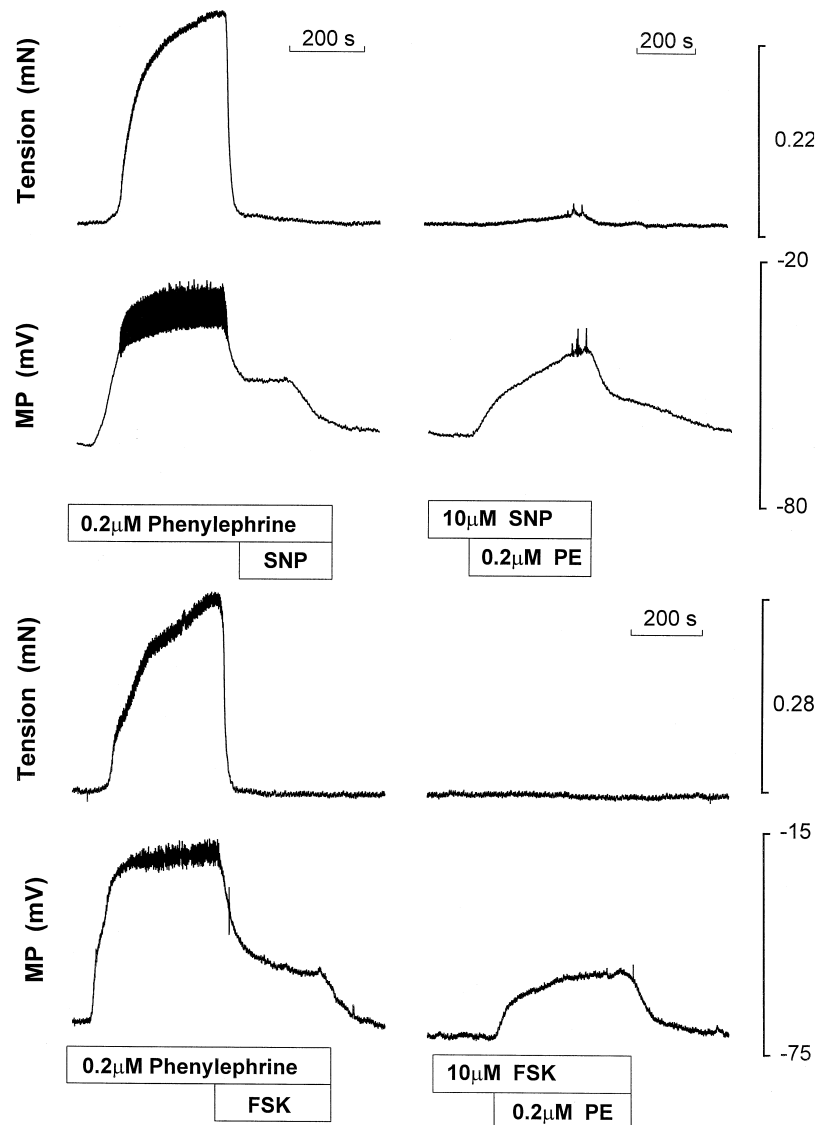 Tension (mN)
200 s
200 s
0.22
MP (mV)
-20
-80
0.2μM Phenylephrine
SNP
10μM SNP
0.2μM PE
Tension (mN)
200 s
0.28
MP (mV)
-15
-75
0.2μM Phenylephrine
FSK
10μM FSK
0.2μM PE